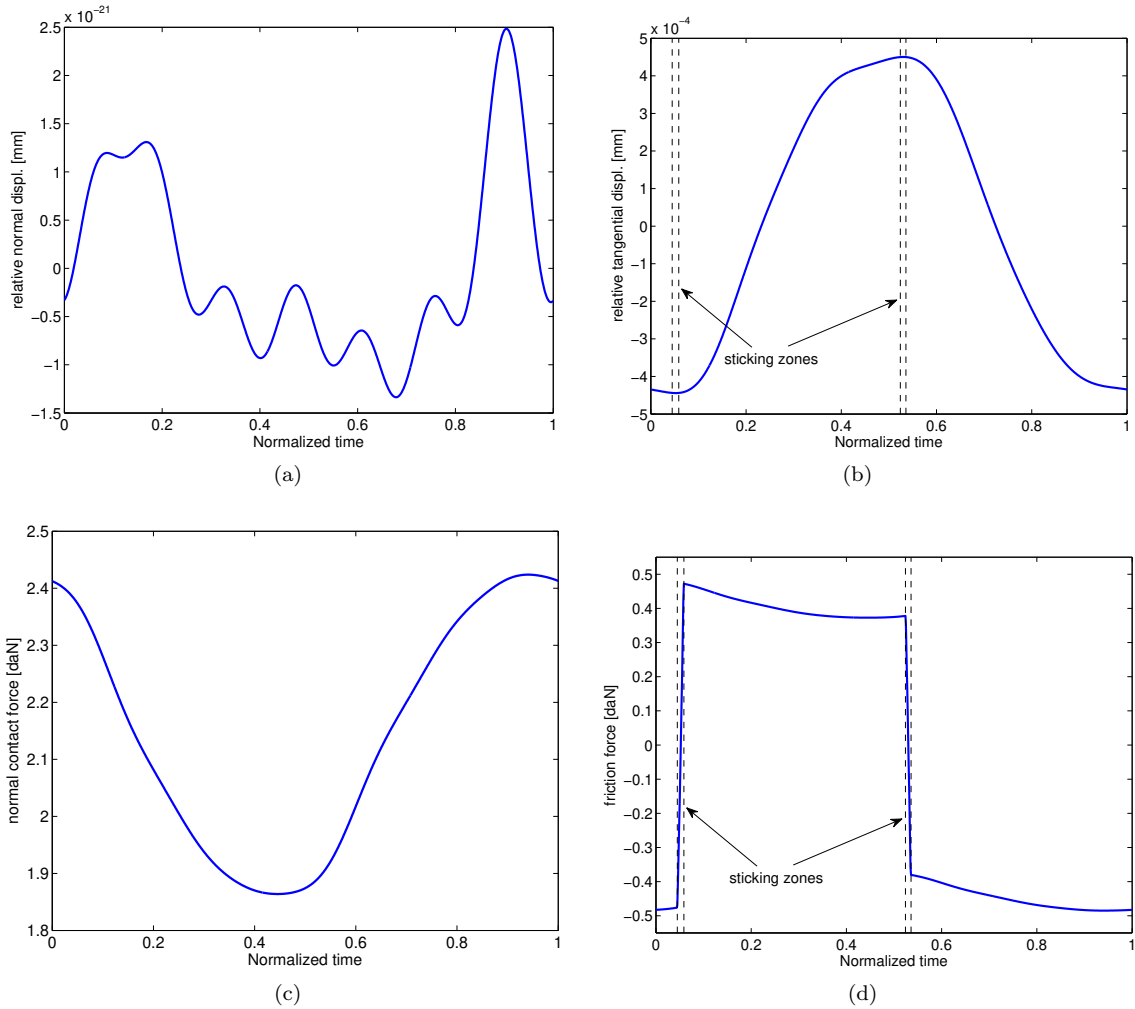 x 10⁻²¹
2.5
2
1.5
1
0.5
0
−0.5
−1
−1.5
relative normal displ. [mm]
0 0.2 0.4 0.6 0.8 1
Normalized time
(a)
x 10⁻⁴
5
4
3
2
1
0
−1
−2
−3
−4
−5
relative tangential displ. [mm]
sticking zones
0 0.2 0.4 0.6 0.8 1
Normalized time
(b)
2.5
2.4
2.3
2.2
2.1
2
1.9
1.8
normal contact force [daN]
0 0.2 0.4 0.6 0.8 1
Normalized time
(c)
0.5
0.4
0.3
0.2
0.1
0
−0.1
−0.2
−0.3
−0.4
−0.5
friction force [daN]
sticking zones
0 0.2 0.4 0.6 0.8 1
Normalized time
(d)